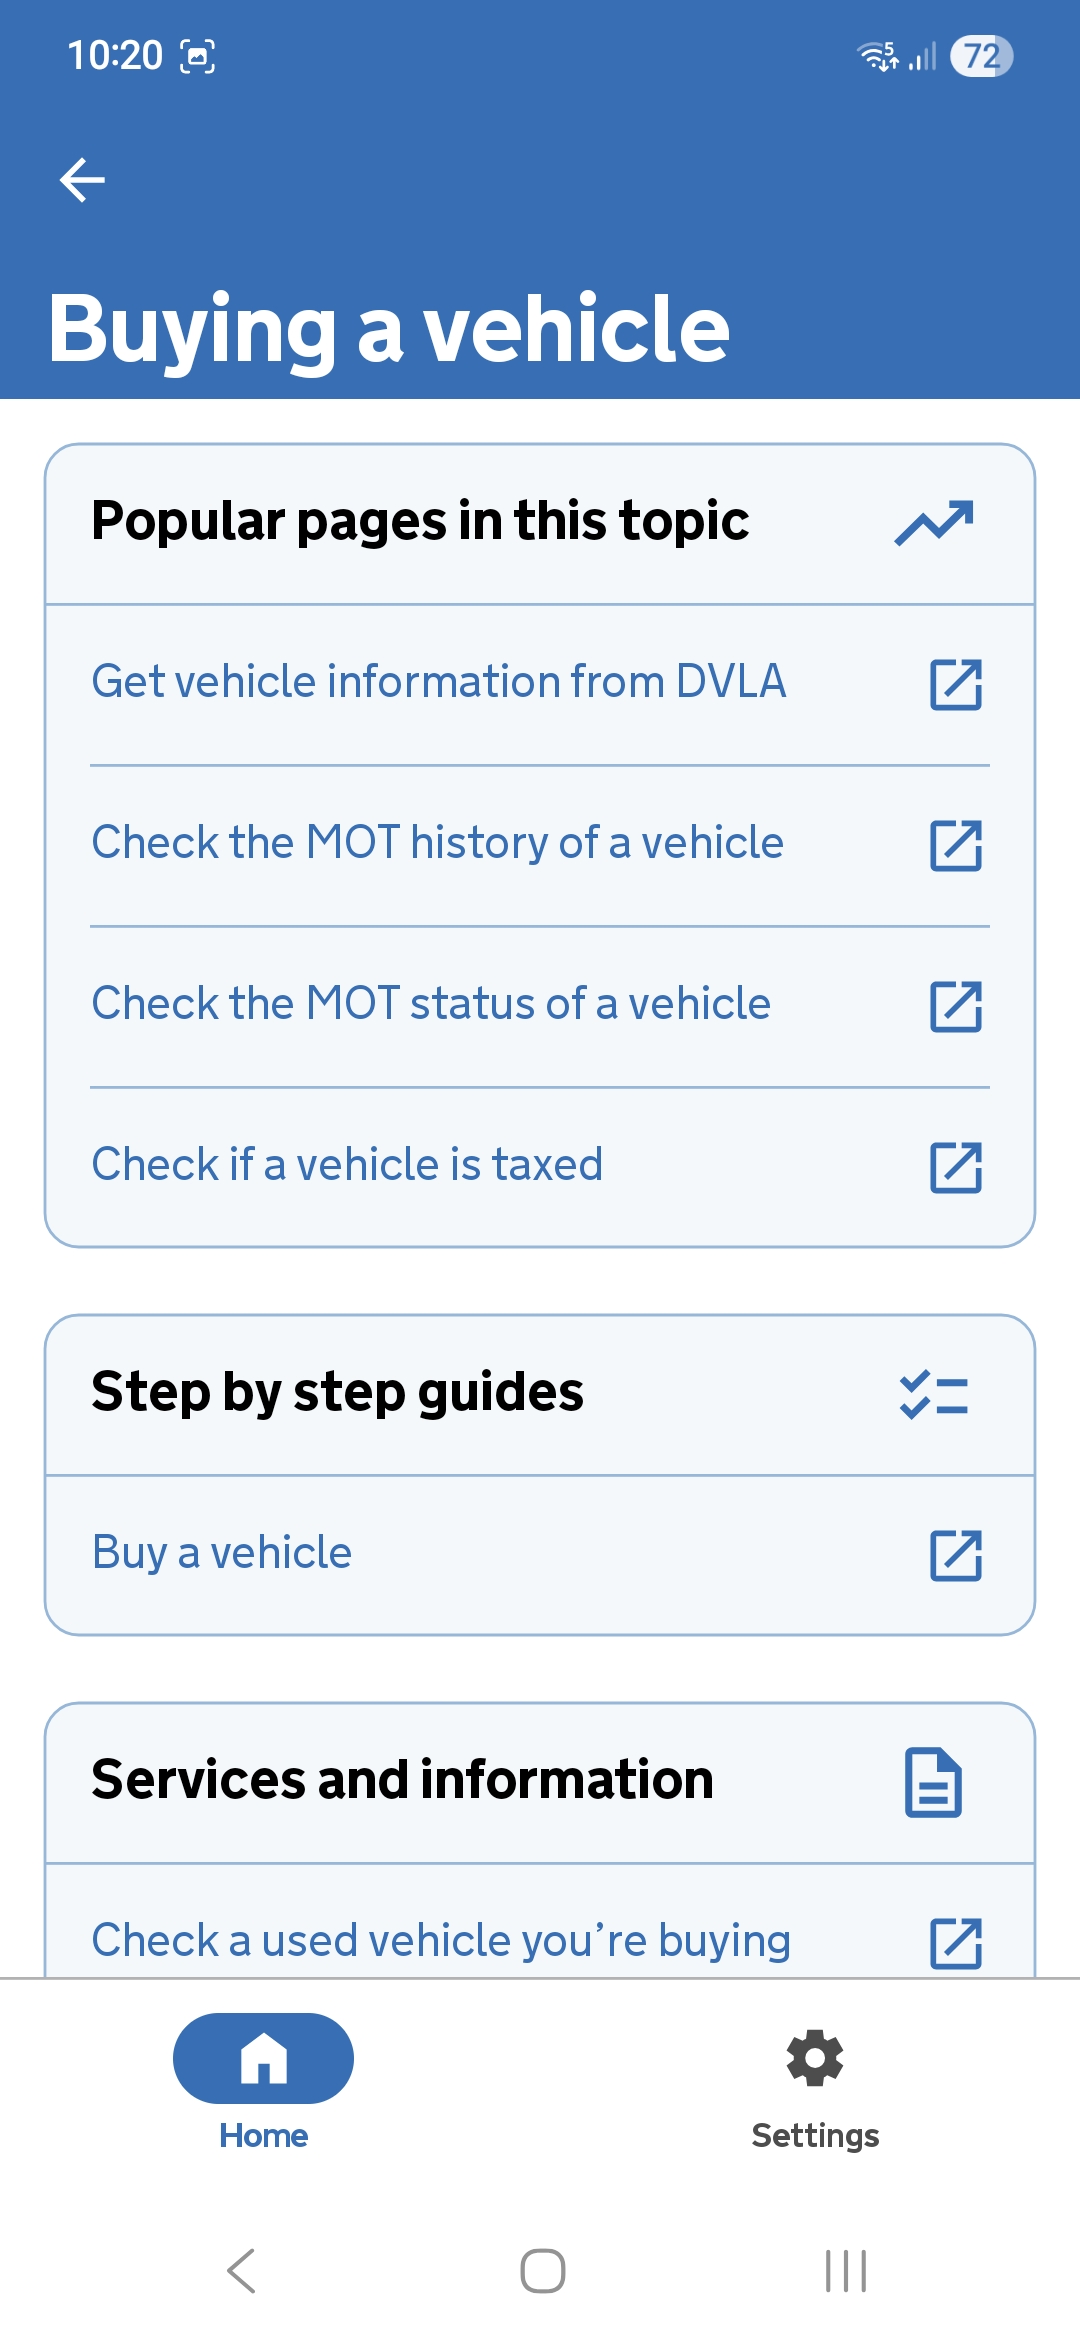 10:20
5
72
Buying a vehicle
Popular pages in this topic
Get vehicle information from DVLA
Check the MOT history of a vehicle
Check the MOT status of a vehicle
Check if a vehicle is taxed
Step by step guides
Buy a vehicle
Services and information
Check a used vehicle you’re buying
Home
Settings